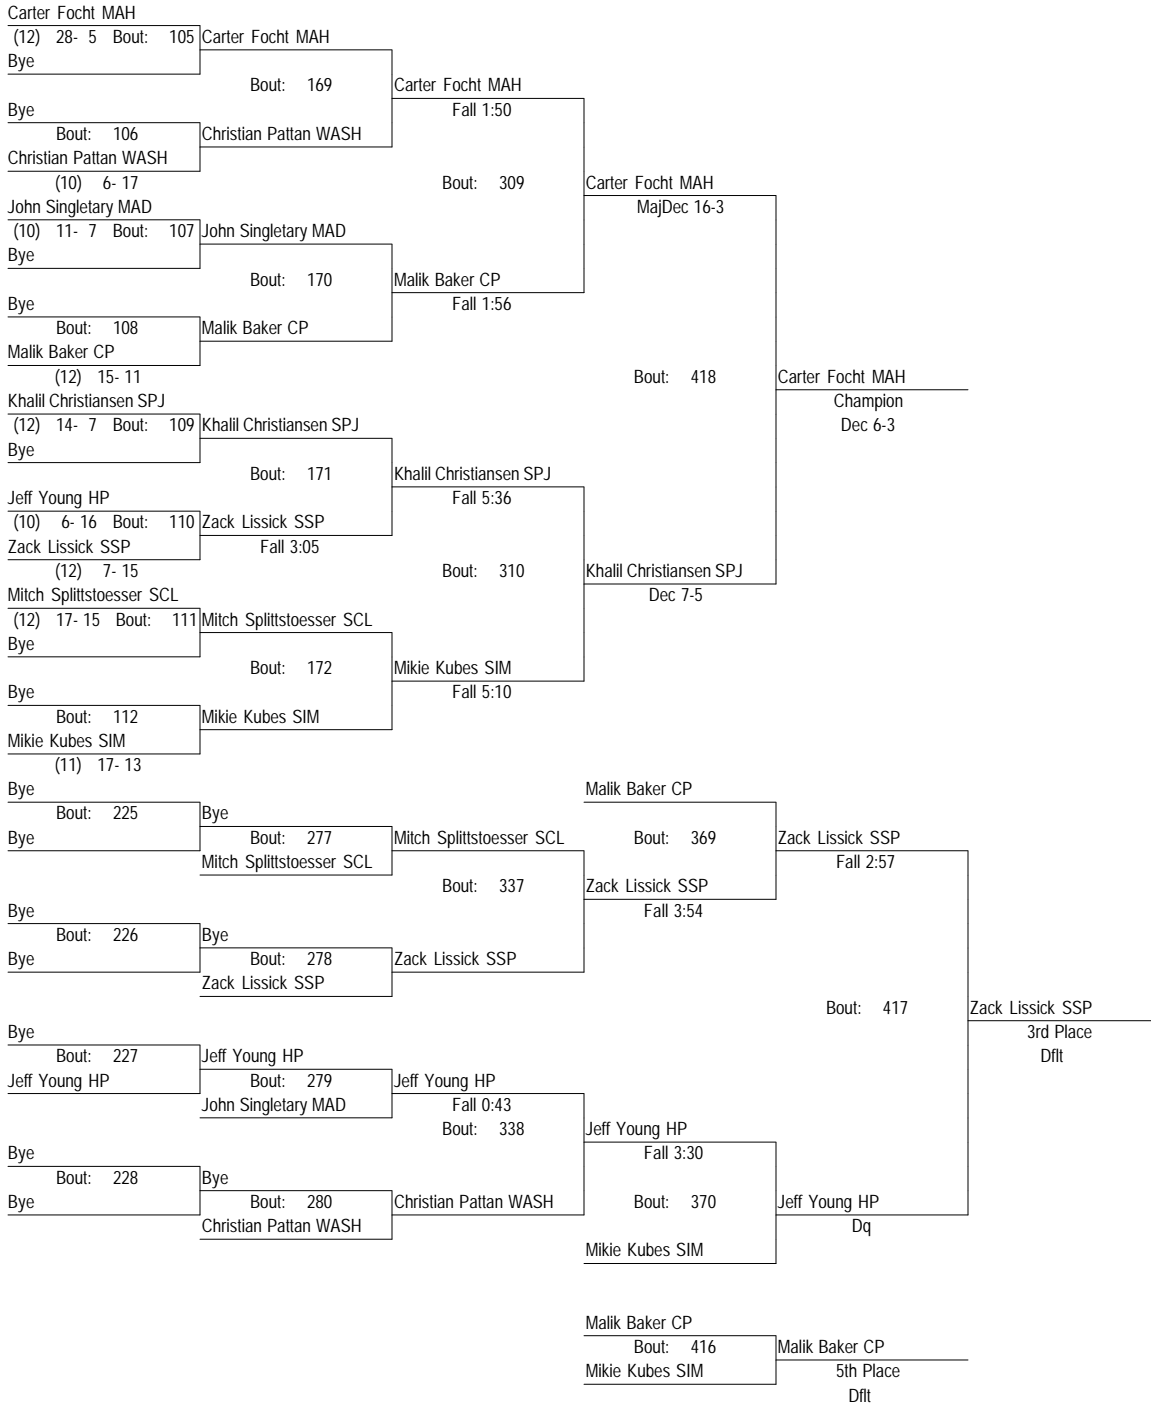 Carter Focht MAH
(12) 28- 5 Bout: 105 Carter Focht MAH
Bye
Bout: 169 Carter Focht MAH
Bye Fall 1:50
Bout: 106 Christian Pattan WASH
Christian Pattan WASH
(10) 6- 17 Bout: 309 Carter Focht MAH
John Singletary MAD MajDec 16-3
(10) 11- 7 Bout: 107 John Singletary MAD
Bye
Bout: 170 Malik Baker CP
Bye Fall 1:56
Bout: 108 Malik Baker CP
Malik Baker CP
(12) 15- 11 Bout: 418 Carter Focht MAH
Khalil Christiansen SPJ Champion
(12) 14- 7 Bout: 109 Khalil Christiansen SPJ Dec 6-3
Bye
Bout: 171 Khalil Christiansen SPJ
Jeff Young HP Fall 5:36
(10) 6- 16 Bout: 110 Zack Lissick SSP
Zack Lissick SSP Fall 3:05
(12) 7- 15 Bout: 310 Khalil Christiansen SPJ
Mitch Splittstoesser SCL Dec 7-5
(12) 17- 15 Bout: 111 Mitch Splittstoesser SCL
Bye
Bout: 172 Mikie Kubes SIM
Bye Fall 5:10
Bout: 112 Mikie Kubes SIM
Mikie Kubes SIM
(11) 17- 13
Bye Malik Baker CP
Bout: 225 Bye
Bye Bout: 277 Mitch Splittstoesser SCL Bout: 369 Zack Lissick SSP
Mitch Splittstoesser SCL Fall 2:57
Bout: 337 Zack Lissick SSP
Bye Fall 3:54
Bout: 226 Bye
Bye Bout: 278 Zack Lissick SSP
Zack Lissick SSP
Bout: 417 Zack Lissick SSP
Bye 3rd Place
Bout: 227 Jeff Young HP Dflt
Jeff Young HP Bout: 279 Jeff Young HP
John Singletary MAD Fall 0:43
Bout: 338 Jeff Young HP
Bye Fall 3:30
Bout: 228 Bye
Bye Bout: 280 Christian Pattan WASH Bout: 370 Jeff Young HP
Christian Pattan WASH Dq
Mikie Kubes SIM
Malik Baker CP
Bout: 416 Malik Baker CP
Mikie Kubes SIM 5th Place
Dflt